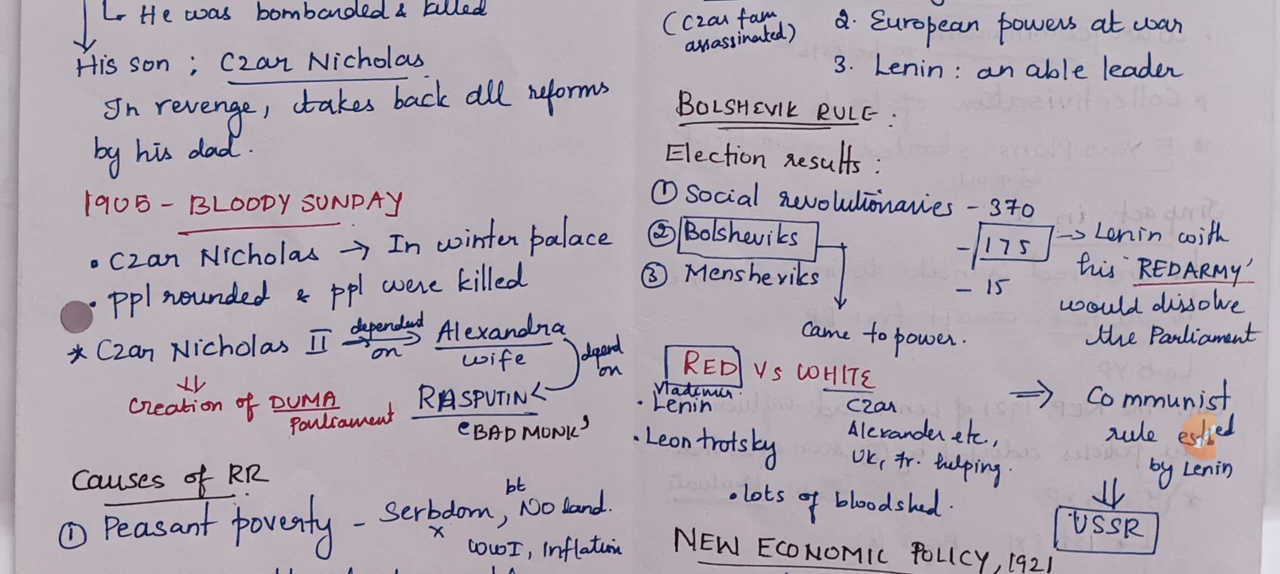 ↳ He was bombarded & killed
His son ; Czar Nicholas
In revenge, takes back all reforms
by his dad.
1905 - BLOODY SUNDAY
• Czar Nicholas → In winter palace
• ppl rounded & ppl were killed
* Czar Nicholas II dependent on → Alexandra
wife
depend on
⇓
Creation of DUMA
Parliament
RASPUTIN
'BAD MONK'
Causes of RR
① Peasant poverty - Serbdom, bt No land.
x
WWI, Inflation
(Czar fam
assassinated)
2. European powers at war
3. Lenin : an able leader
BOLSHEVIK RULE :
Election results :
① Social revolutionaries - 370
② Bolsheviks - 175 → Lenin with
③ Mensheviks - 15
his 'REDARMY'
would dissolve
the Parliament
came to power.
RED VS WHITE
Vladimir
• Lenin
• Leon trotsky
Czar
Alexander etc.,
UK, fr. helping.
• lots of bloodshed.
⇒ Communist
rule estbed
by Lenin
⇓
USSR
NEW ECONOMIC POLICY, 1921